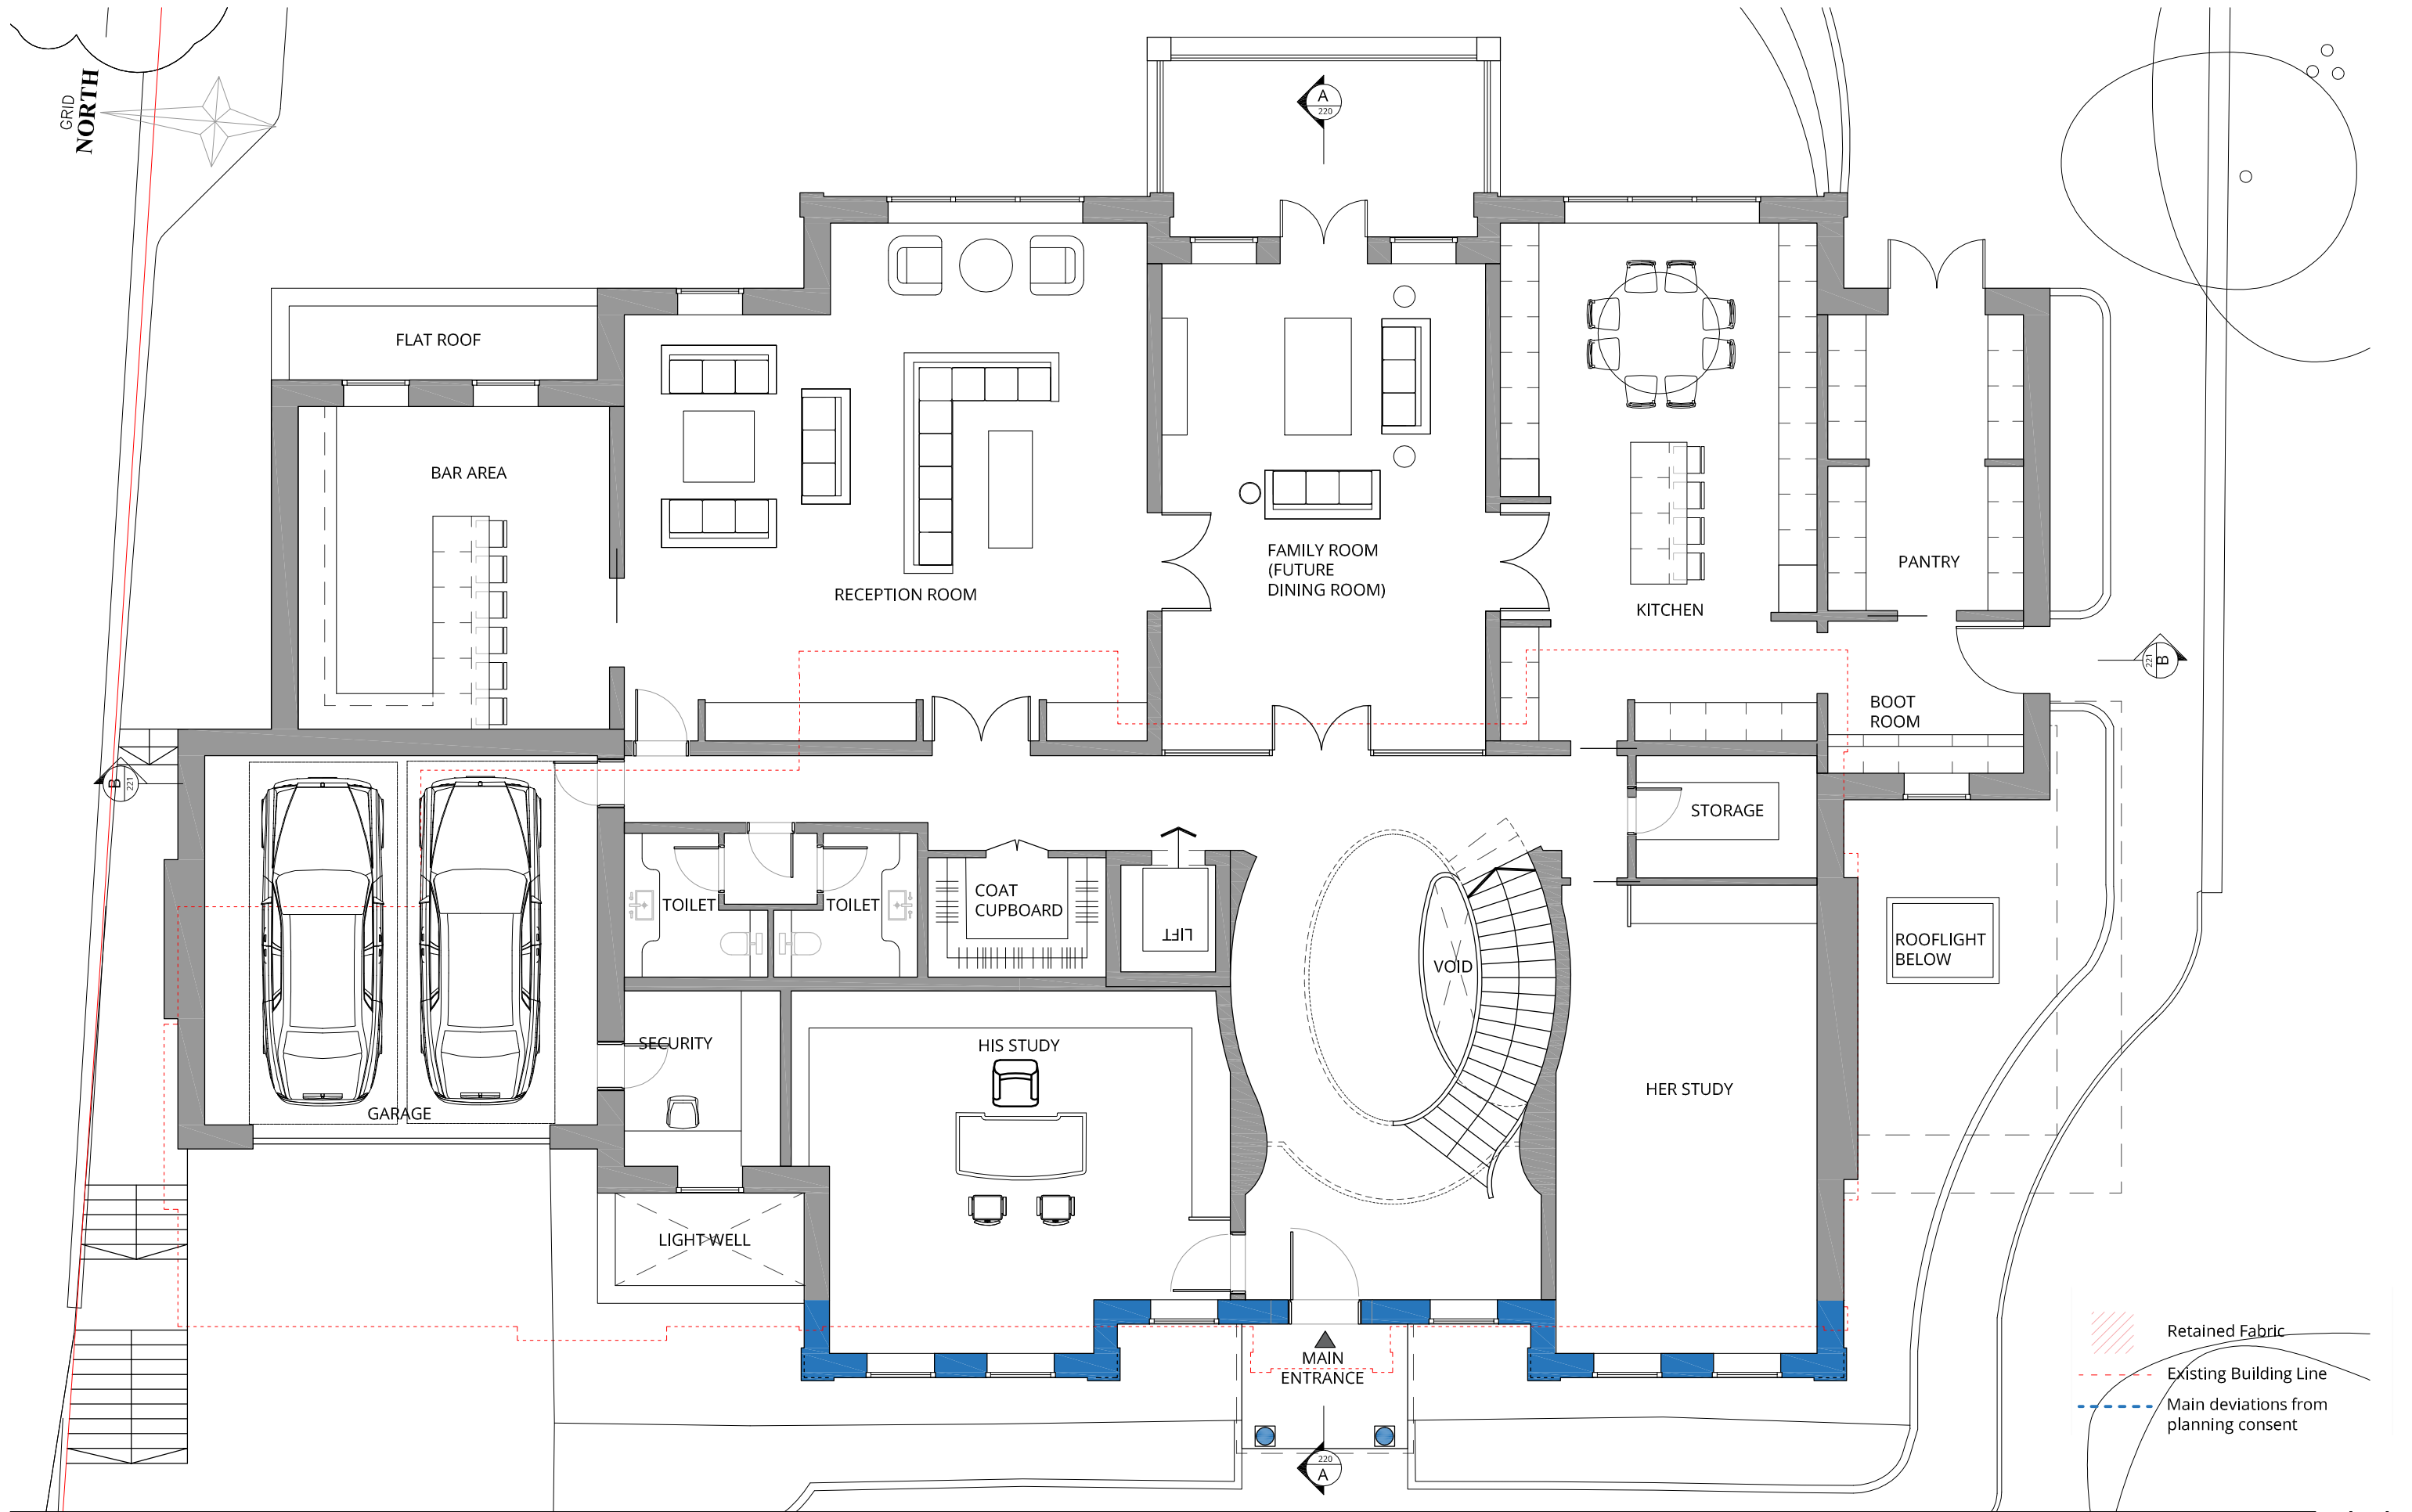 GRID
NORTH
A
220
FLAT ROOF
BAR AREA
RECEPTION ROOM
FAMILY ROOM
(FUTURE
DINING ROOM)
KITCHEN
PANTRY
B
221
BOOT
ROOM
B
221
STORAGE
TOILET
TOILET
COAT
CUPBOARD
LIFT
VOID
ROOFLIGHT
BELOW
SECURITY
HIS STUDY
HER STUDY
GARAGE
LIGHT WELL
MAIN
ENTRANCE
220
A
Retained Fabric
Existing Building Line
Main deviations from
planning consent